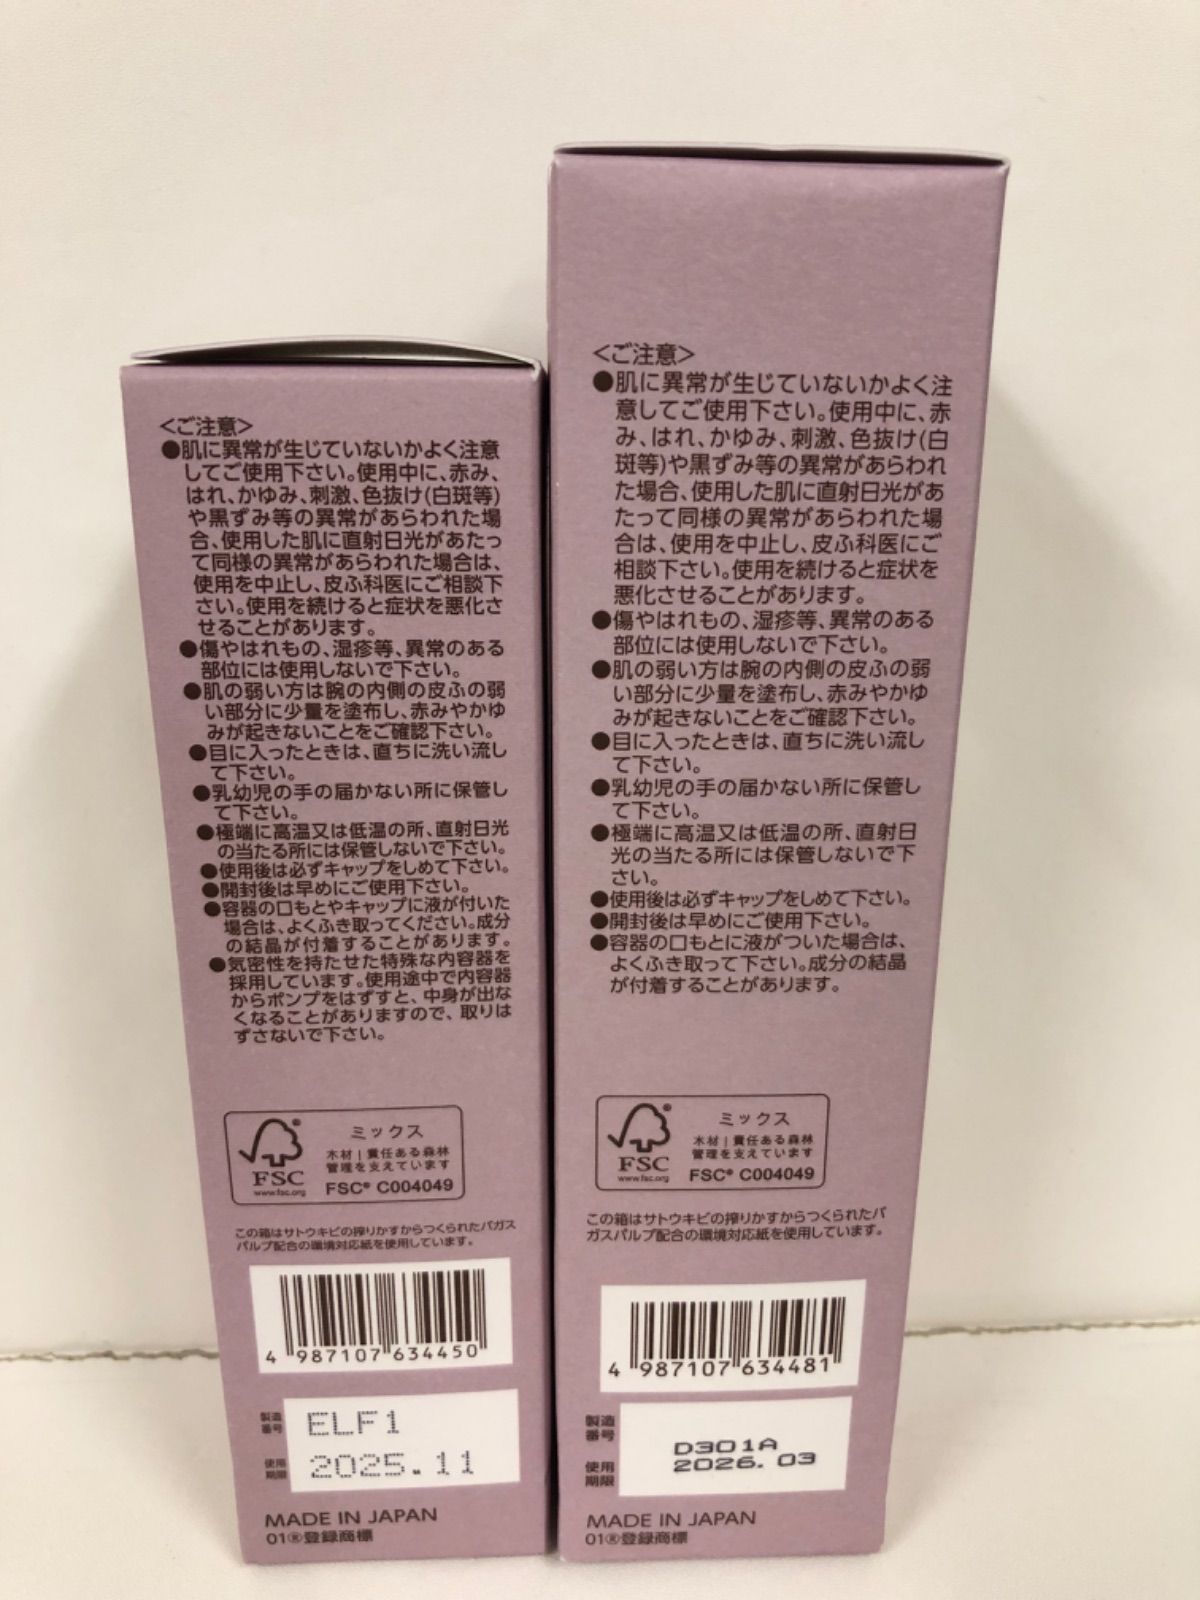 <ご注意>
●肌に異常が生じていないかよく注意
してご使用下さい。使用中に、赤み、
はれ、かゆみ、刺激、色抜け(白斑等)
や黒ずみ等の異常があらわれた場
合、使用した肌に直射日光があたっ
て同様の異常があらわれた場合は、
使用を中止し、皮ふ科医にご相談下
さい。使用を続けると症状を悪化さ
せることがあります。
●傷やはれもの、湿疹等、異常のある
部位には使用しないで下さい。
●肌の弱い方は腕の内側の皮ふの弱
い部分に少量を塗布し、赤みやかゆ
みが起きないことをご確認下さい。
●目に入ったときは、直ちに洗い流し
て下さい。
●乳幼児の手の届かない所に保管し
て下さい。
●極端に高温又は低温の所、直射日光
の当たる所には保管しないで下さい。
●使用後は必ずキャップをしめて下さい。
●開封後は早めにご使用下さい。
●容器の口もとやキャップに液が付いた
場合は、よくふき取ってください。成分
の結晶が付着することがあります。
●気密性を持たせた特殊な内容器を
採用しています。使用途中で内容器
からポンプをはずすと、中身が出な
くなることがありますので、取りは
ずさないで下さい。
FSC
www.fsc.org
ミックス
木材|責任ある森林
管理を支えています
FSC® C004049
この箱はサトウキビの搾りかすからつくられたバガス
パルプ配合の環境対応紙を使用しています。
4 987107 634450
製造
番号
ELF1
使用
期限
2025.11
MADE IN JAPAN
01®登録商標
<ご注意>
●肌に異常が生じていないかよく注
意してご使用下さい。使用中に、赤
み、はれ、かゆみ、刺激、色抜け(白
斑等)や黒ずみ等の異常があらわれ
た場合、使用した肌に直射日光があ
たって同様の異常があらわれた場
合は、使用を中止し、皮ふ科医にご
相談下さい。使用を続けると症状を
悪化させることがあります。
●傷やはれもの、湿疹等、異常のある
部位には使用しないで下さい。
●肌の弱い方は腕の内側の皮ふの弱
い部分に少量を塗布し、赤みやかゆ
みが起きないことをご確認下さい。
●目に入ったときは、直ちに洗い流し
て下さい。
●乳幼児の手の届かない所に保管し
て下さい。
●極端に高温又は低温の所、直射日
光の当たる所には保管しないで下
さい。
●使用後は必ずキャップをしめて下さい。
●開封後は早めにご使用下さい。
●容器の口もとに液がついた場合は、
よくふき取って下さい。成分の結晶
が付着することがあります。
FSC
www.fsc.org
ミックス
木材|責任ある森林
管理を支えています
FSC® C004049
この箱はサトウキビの搾りかすからつくられたバ
ガスパルプ配合の環境対応紙を使用しています。
4 987107 634481
製造
番号
D301A
使用
期限
2026.03
MADE IN JAPAN
01®登録商標